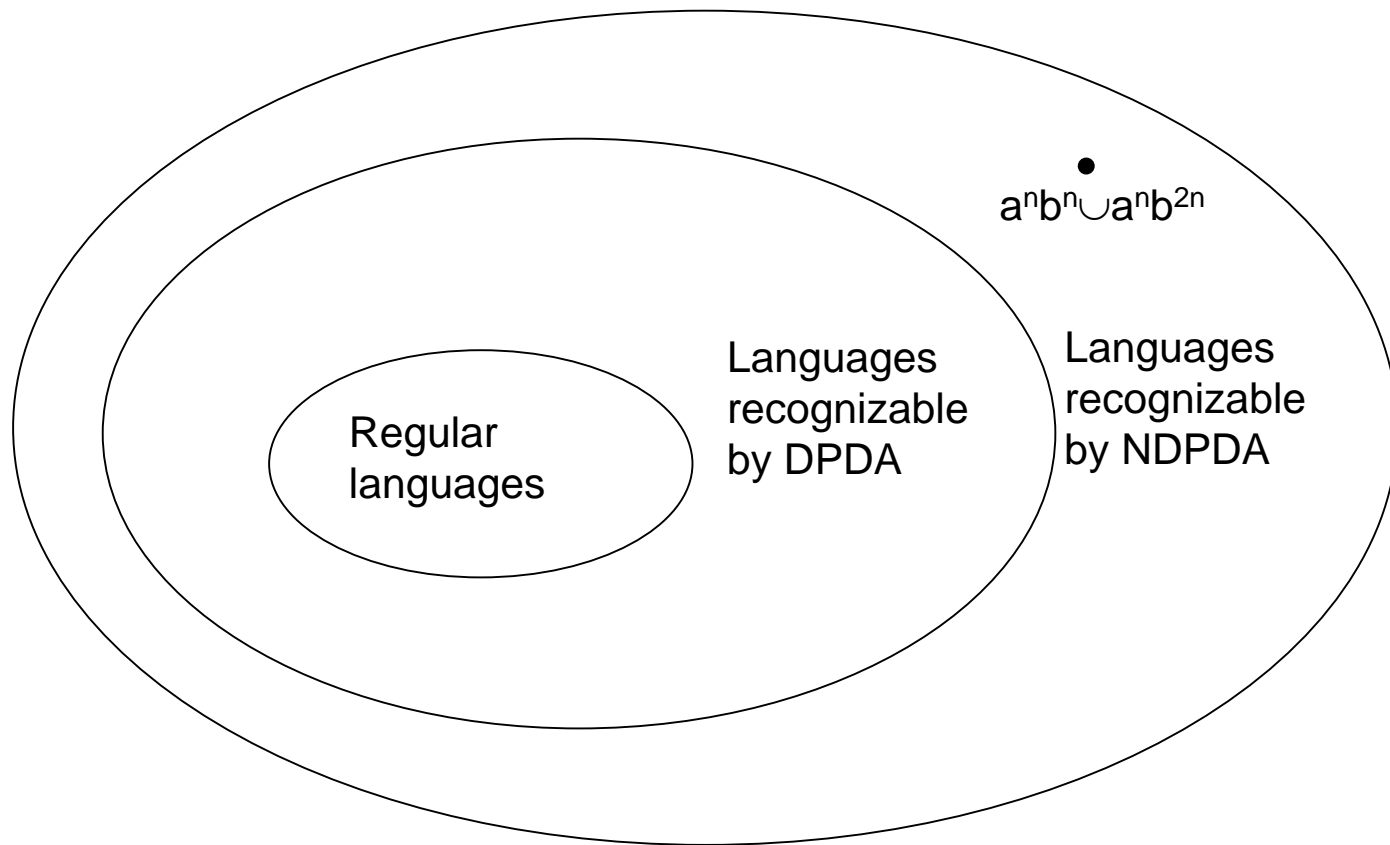 aⁿbⁿ∪aⁿb²ⁿ
Languages
recognizable
by NDPDA
Languages
recognizable
by DPDA
Regular
languages